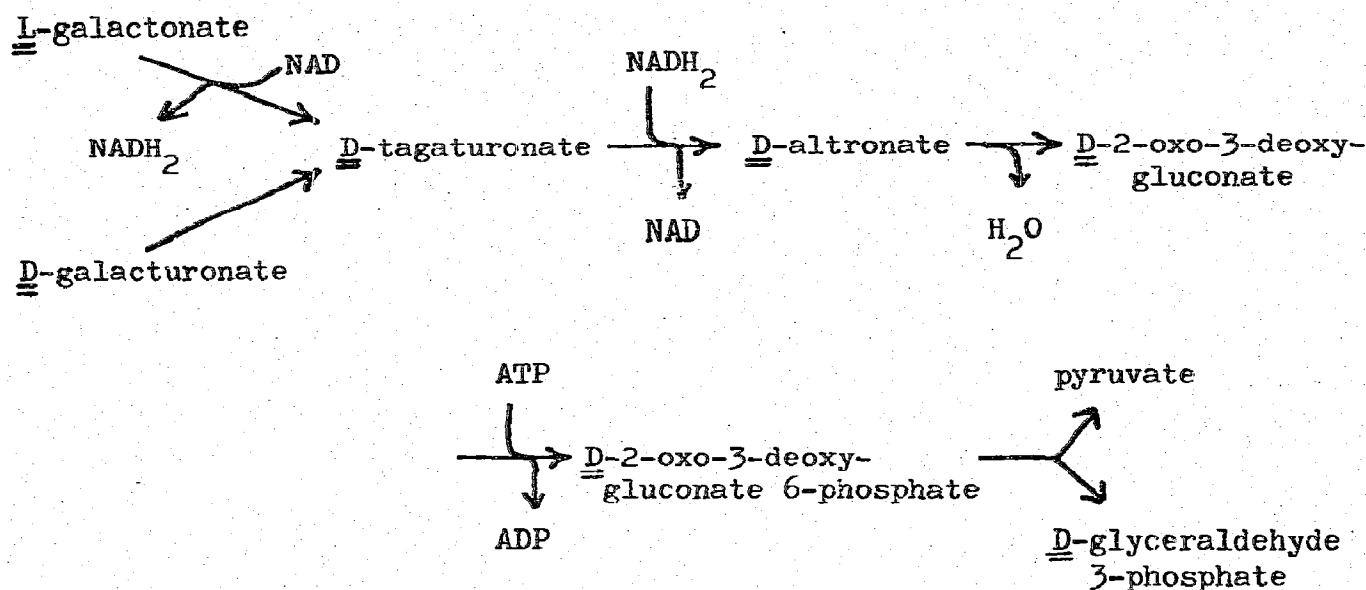 L-galactonate
NAD
NADH2
NADH2
D-tagaturonate
D-altronate
D-2-oxo-3-deoxy-
gluconate
NAD
H2O
D-galacturonate
ATP
pyruvate
D-2-oxo-3-deoxy-
gluconate 6-phosphate
ADP
D-glyceraldehyde
3-phosphate